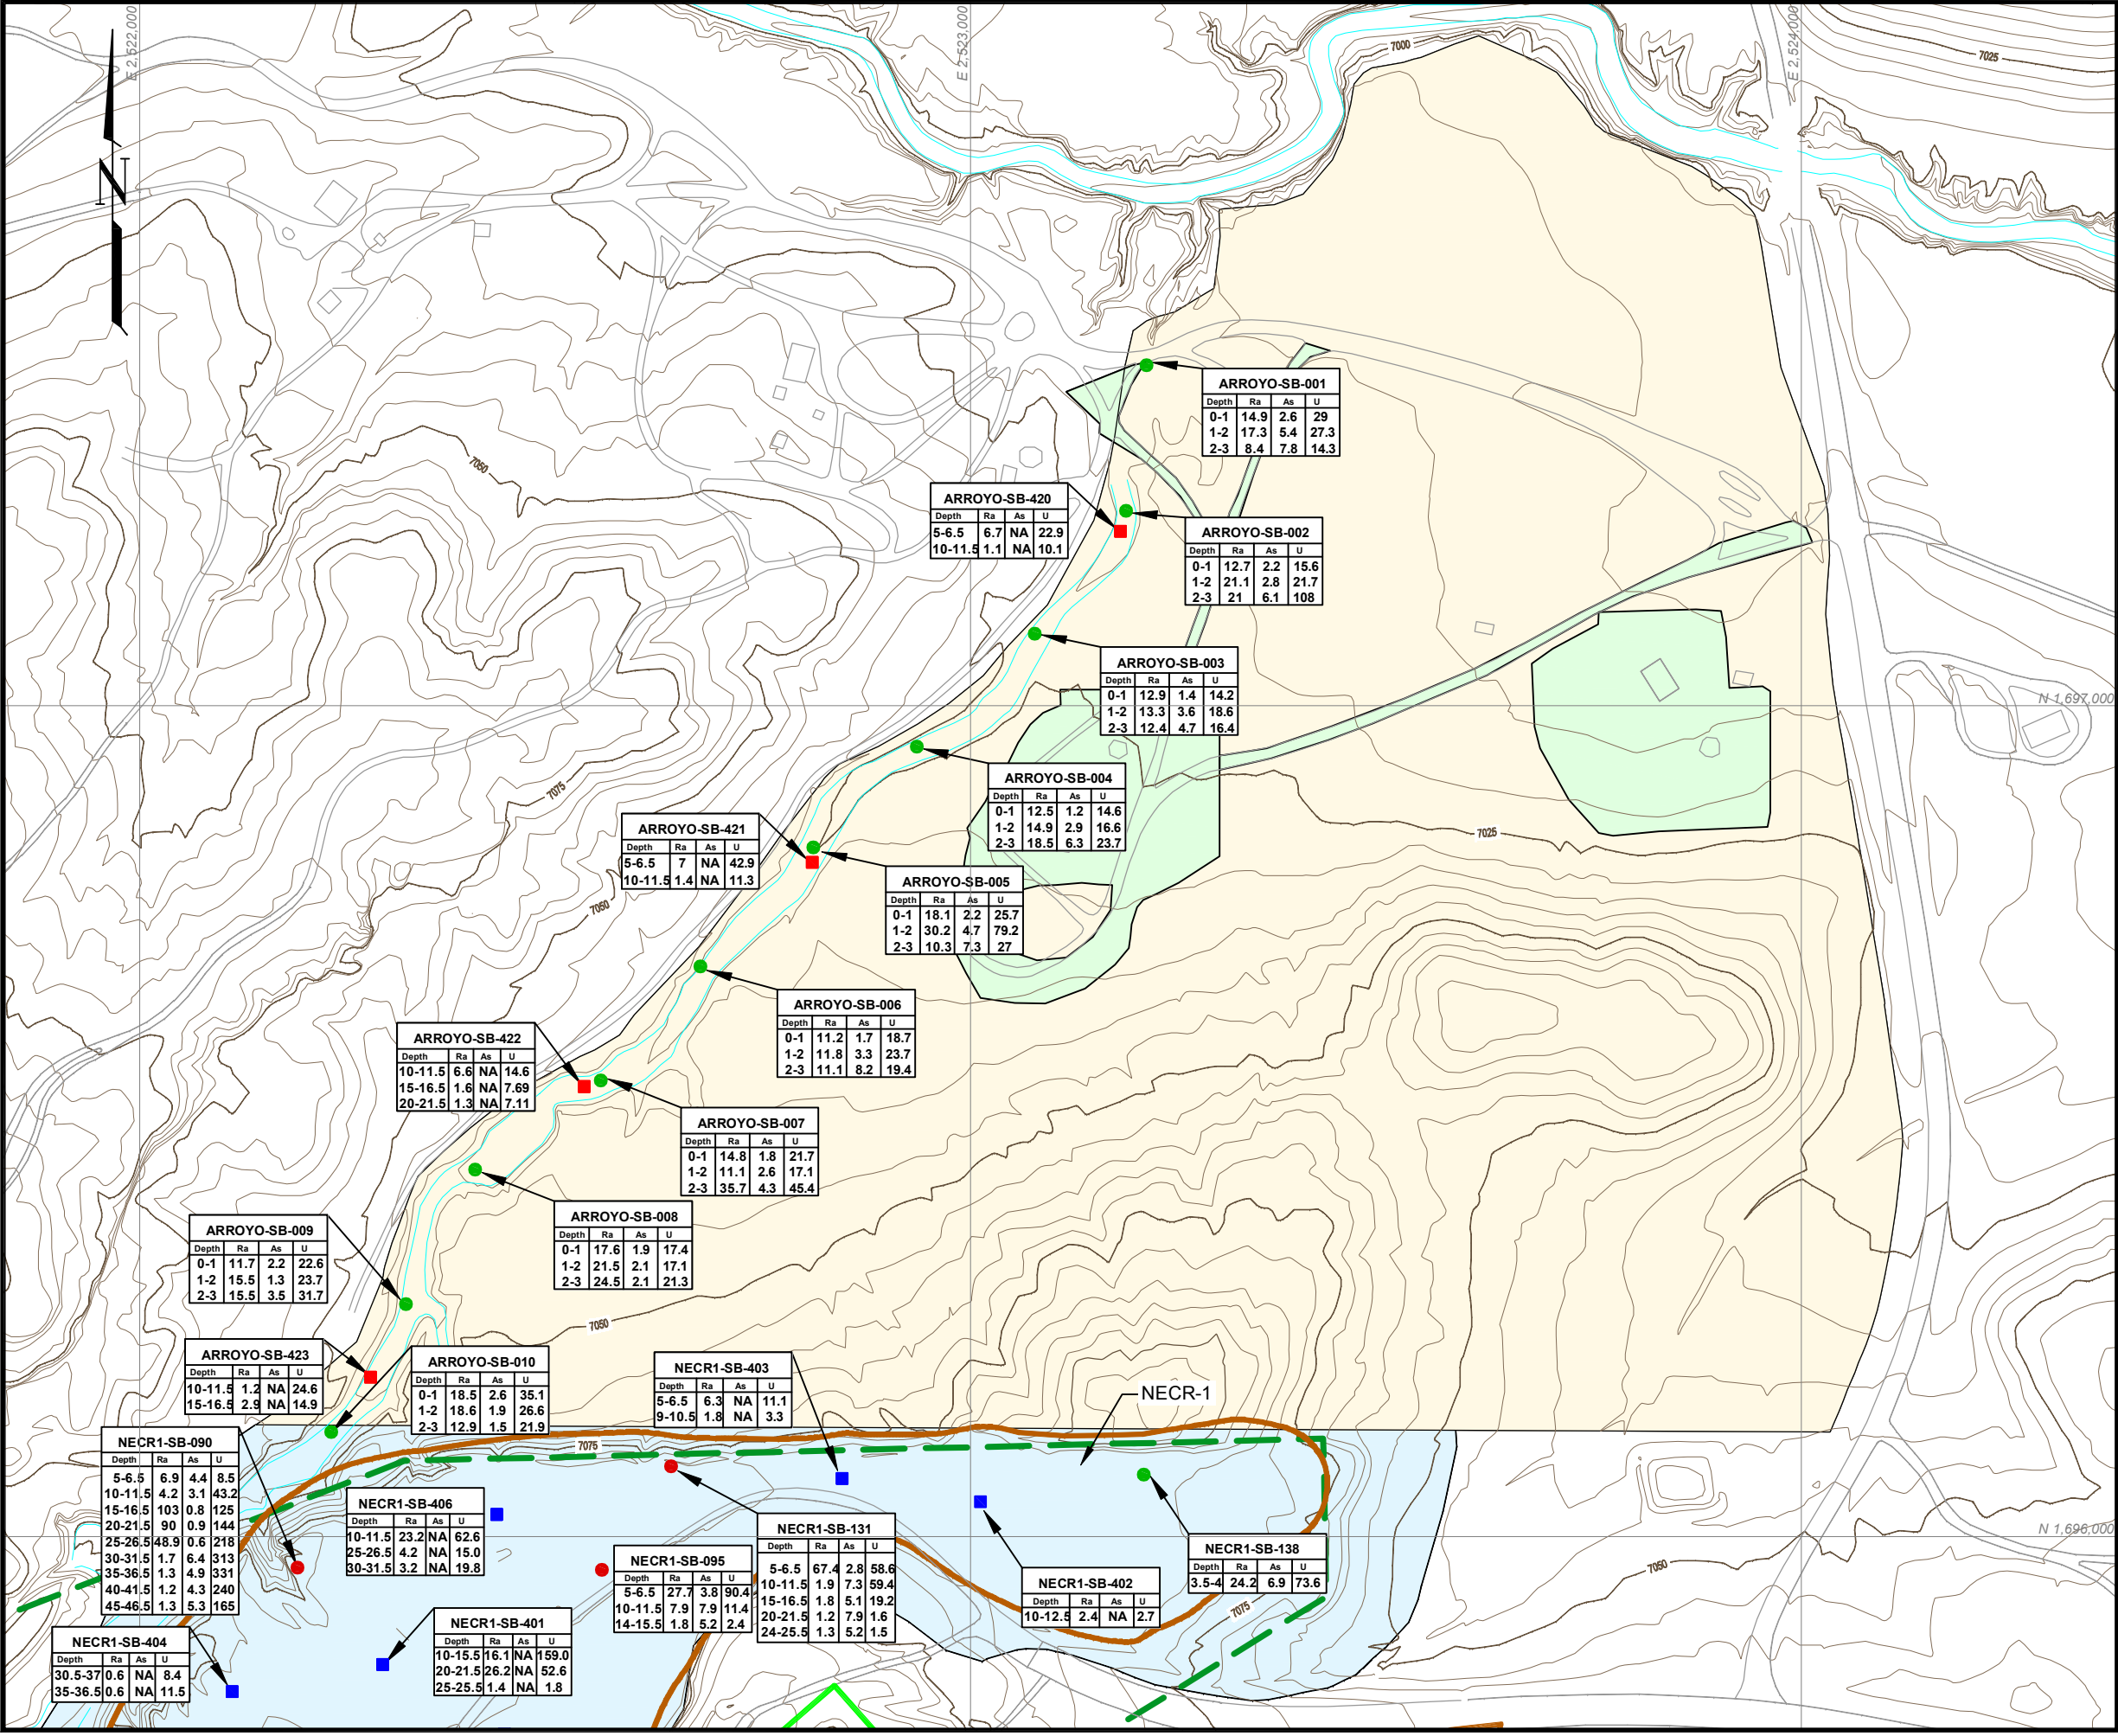 E 2,522,000
E 2,523,000
E 2,524,000
N
7000
7025
7050
ARROYO-SB-001
Depth Ra As U
0-1 14.9 2.6 29
1-2 17.3 5.4 27.3
2-3 8.4 7.8 14.3
ARROYO-SB-420
Depth Ra As U
5-6.5 6.7 NA 22.9
10-11.5 1.1 NA 10.1
ARROYO-SB-002
Depth Ra As U
0-1 12.7 2.2 15.6
1-2 21.1 2.8 21.7
2-3 21 6.1 108
ARROYO-SB-003
Depth Ra As U
0-1 12.9 1.4 14.2
1-2 13.3 3.6 18.6
2-3 12.4 4.7 16.4
N 1,697,000
7075
ARROYO-SB-004
Depth Ra As U
0-1 12.5 1.2 14.6
1-2 14.9 2.9 16.6
2-3 18.5 6.3 23.7
7025
ARROYO-SB-421
Depth Ra As U
5-6.5 7 NA 42.9
10-11.5 1.4 NA 11.3
7050
ARROYO-SB-005
Depth Ra As U
0-1 18.1 2.2 25.7
1-2 30.2 4.7 79.2
2-3 10.3 7.3 27
ARROYO-SB-006
Depth Ra As U
0-1 11.2 1.7 18.7
1-2 11.8 3.3 23.7
2-3 11.1 8.2 19.4
ARROYO-SB-422
Depth Ra As U
10-11.5 6.6 NA 14.6
15-16.5 1.6 NA 7.69
20-21.5 1.3 NA 7.11
ARROYO-SB-007
Depth Ra As U
0-1 14.8 1.8 21.7
1-2 11.1 2.6 17.1
2-3 35.7 4.3 45.4
ARROYO-SB-008
Depth Ra As U
0-1 17.6 1.9 17.4
1-2 21.5 2.1 17.1
2-3 24.5 2.1 21.3
ARROYO-SB-009
Depth Ra As U
0-1 11.7 2.2 22.6
1-2 15.5 1.3 23.7
2-3 15.5 3.5 31.7
7050
ARROYO-SB-423
Depth Ra As U
10-11.5 1.2 NA 24.6
15-16.5 2.9 NA 14.9
ARROYO-SB-010
Depth Ra As U
0-1 18.5 2.6 35.1
1-2 18.6 1.9 26.6
2-3 12.9 1.5 21.9
NECR1-SB-403
Depth Ra As U
5-6.5 6.3 NA 11.1
9-10.5 1.8 NA 3.3
NECR-1
NECR1-SB-090
Depth Ra As U
5-6.5 6.9 4.4 8.5
10-11.5 4.2 3.1 43.2
15-16.5 103 0.8 125
20-21.5 90 0.9 144
25-26.5 48.9 0.6 218
30-31.5 1.7 6.4 313
35-36.5 1.3 4.9 331
40-41.5 1.2 4.3 240
45-46.5 1.3 5.3 165
7075
NECR1-SB-406
Depth Ra As U
10-11.5 23.2 NA 62.6
25-26.5 4.2 NA 15.0
30-31.5 3.2 NA 19.8
NECR1-SB-131
Depth Ra As U
5-6.5 67.4 2.8 58.6
10-11.5 1.9 7.3 59.4
15-16.5 1.8 5.1 19.2
20-21.5 1.2 7.9 1.6
24-25.5 1.3 5.2 1.5
N 1,696,000
NECR1-SB-095
Depth Ra As U
5-6.5 27.7 3.8 90.4
10-11.5 7.9 7.9 11.4
14-15.5 1.8 5.2 2.4
NECR1-SB-138
Depth Ra As U
3.5-4 24.2 6.9 73.6
7050
NECR1-SB-402
Depth Ra As U
10-12.5 2.4 NA 2.7
7075
NECR1-SB-401
Depth Ra As U
10-15.5 16.1 NA 159.0
20-21.5 26.2 NA 52.6
25-25.5 1.4 NA 1.8
NECR1-SB-404
Depth Ra As U
30.5-37 0.6 NA 8.4
35-36.5 0.6 NA 11.5